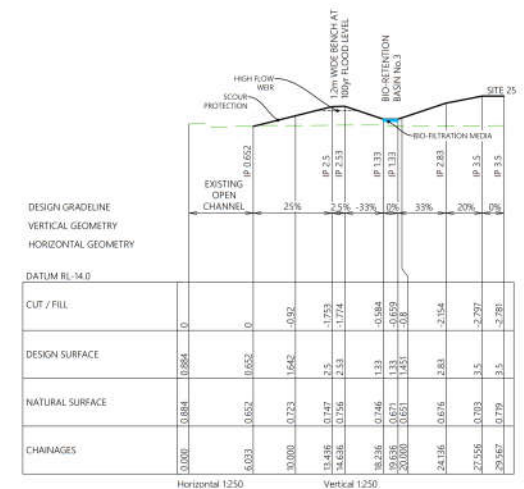 1.2m WIDE BENCH AT
100yr FLOOD LEVEL
BIO-RETENTION
BASIN No.3
HIGH FLOW
WEIR
SCOUR
PROTECTION
SITE 25
BIO-FILTRATION MEDIA
IP 0.652
IP 2.5
IP 2.53
IP 1.33
IP 1.33
IP 2.83
IP 3.5
IP 3.5
EXISTING
OPEN
CHANNEL
DESIGN GRADELINE 25% 2.5% -33% 0% 33% 20% 0%
VERTICAL GEOMETRY
HORIZONTAL GEOMETRY
DATUM RL-14.0
CUT / FILL 0 0 -0.92 -1.753 -1.774 -0.584 -0.659 -0.8 -2.154 -2.797 -2.781
DESIGN SURFACE 0.884 0.652 1.642 2.5 2.53 1.33 1.33 1.451 2.83 3.5 3.5
NATURAL SURFACE 0.884 0.652 0.723 0.747 0.756 0.746 0.671 0.651 0.676 0.703 0.719
CHAINAGES 0.000 6.033 10.000 13.436 14.636 18.236 19.636 20.000 24.136 27.556 29.567
Horizontal 1:250 Vertical 1:250